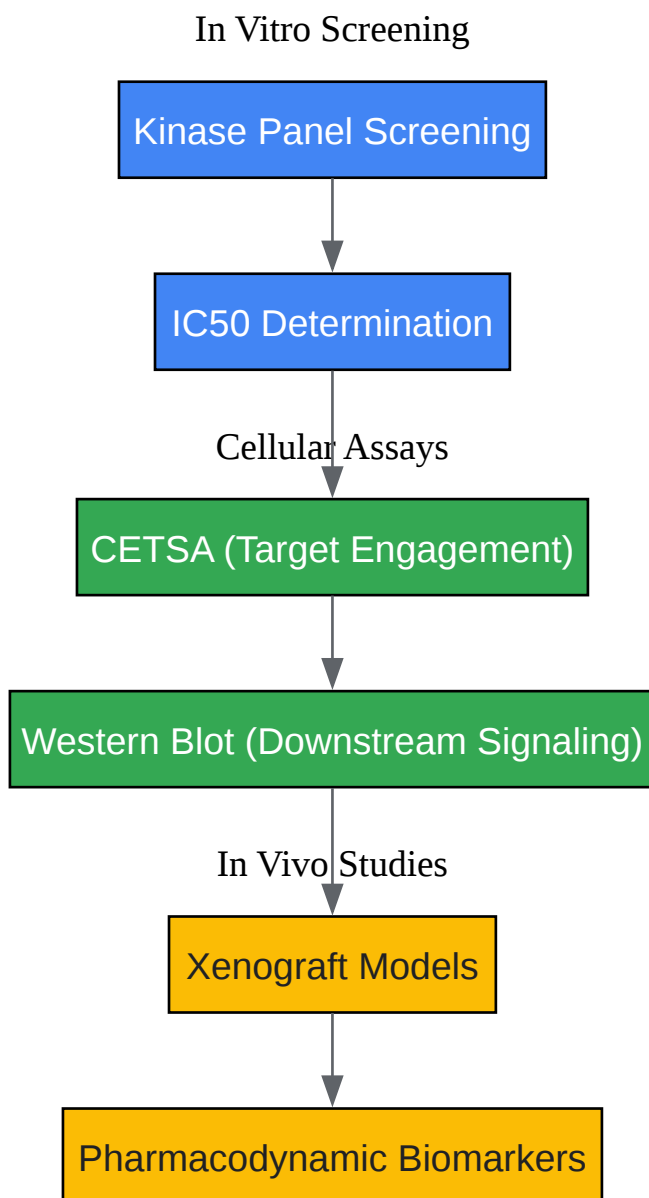 In Vitro Screening
Kinase Panel Screening
IC50 Determination
Cellular Assays
CETSA (Target Engagement)
Western Blot (Downstream Signaling)
In Vivo Studies
Xenograft Models
Pharmacodynamic Biomarkers